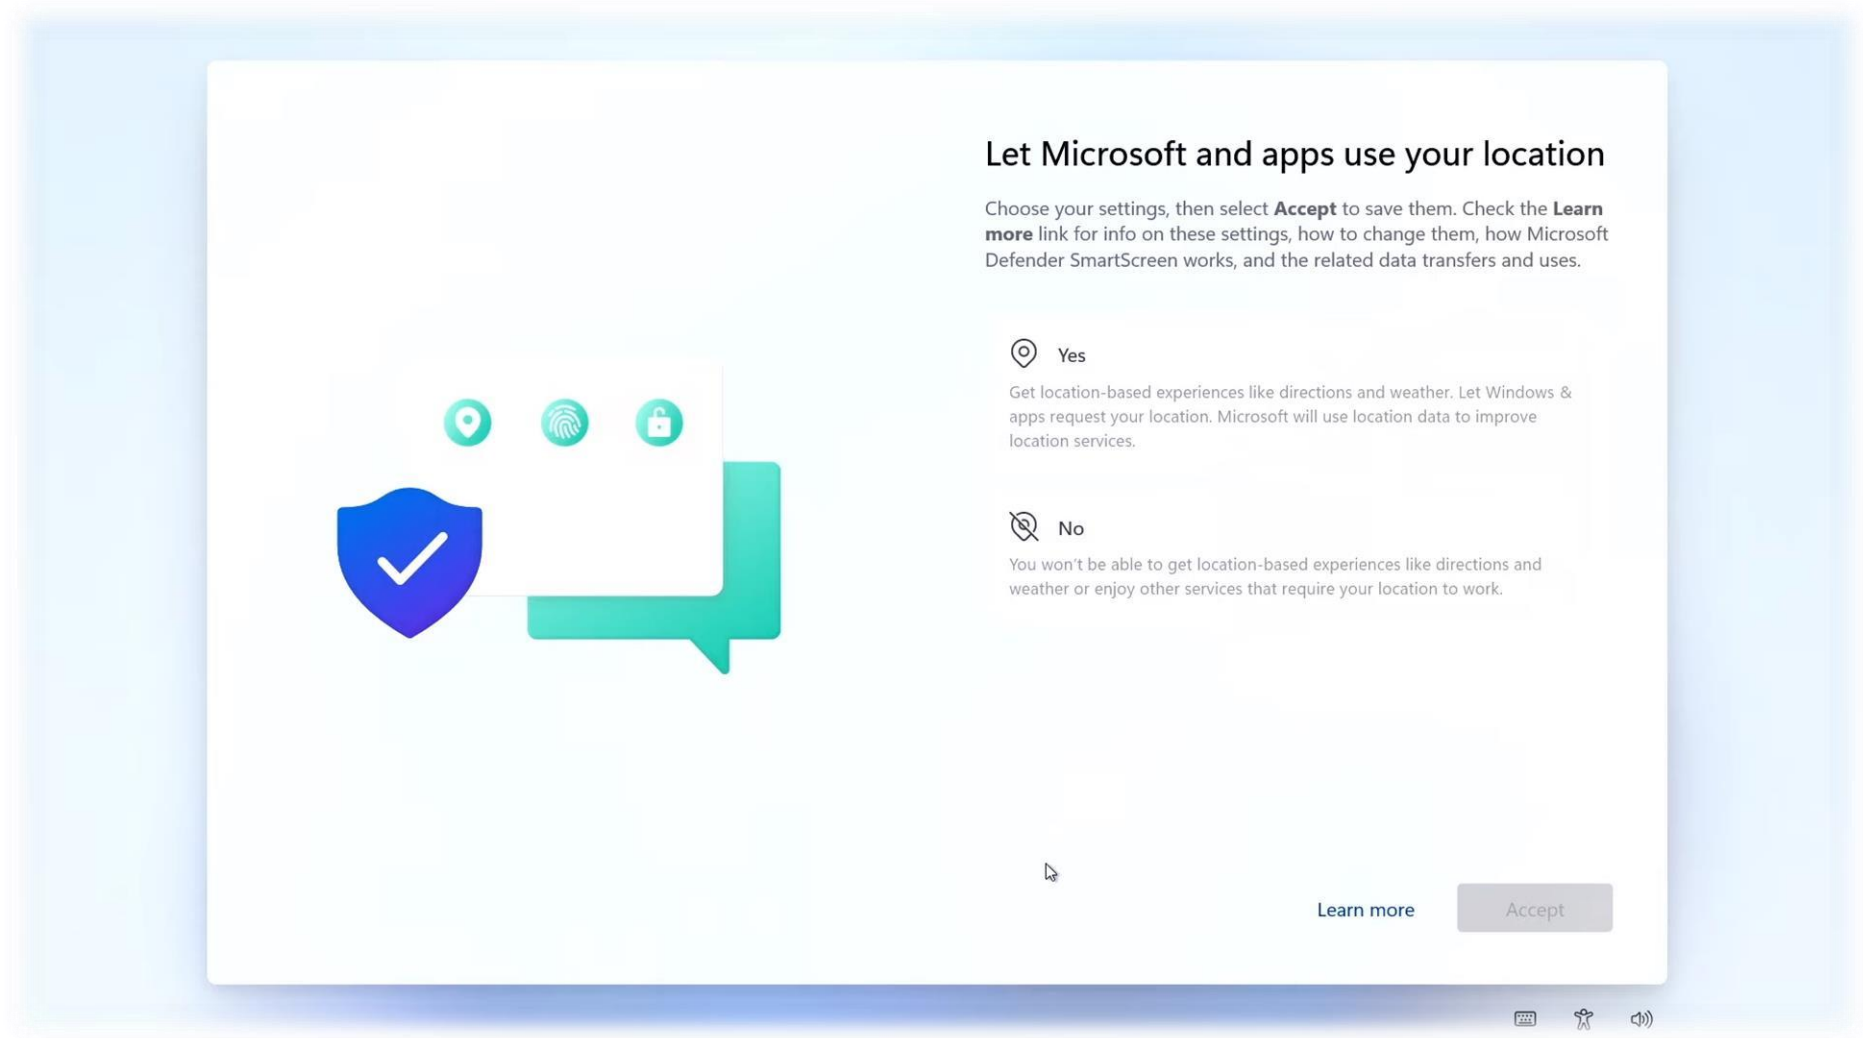 Let Microsoft and apps use your location
Choose your settings, then select Accept to save them. Check the Learn
more link for info on these settings, how to change them, how Microsoft
Defender SmartScreen works, and the related data transfers and uses.
Yes
Get location-based experiences like directions and weather. Let Windows &
apps request your location. Microsoft will use location data to improve
location services.
No
You won't be able to get location-based experiences like directions and
weather or enjoy other services that require your location to work.
Learn more
Accept